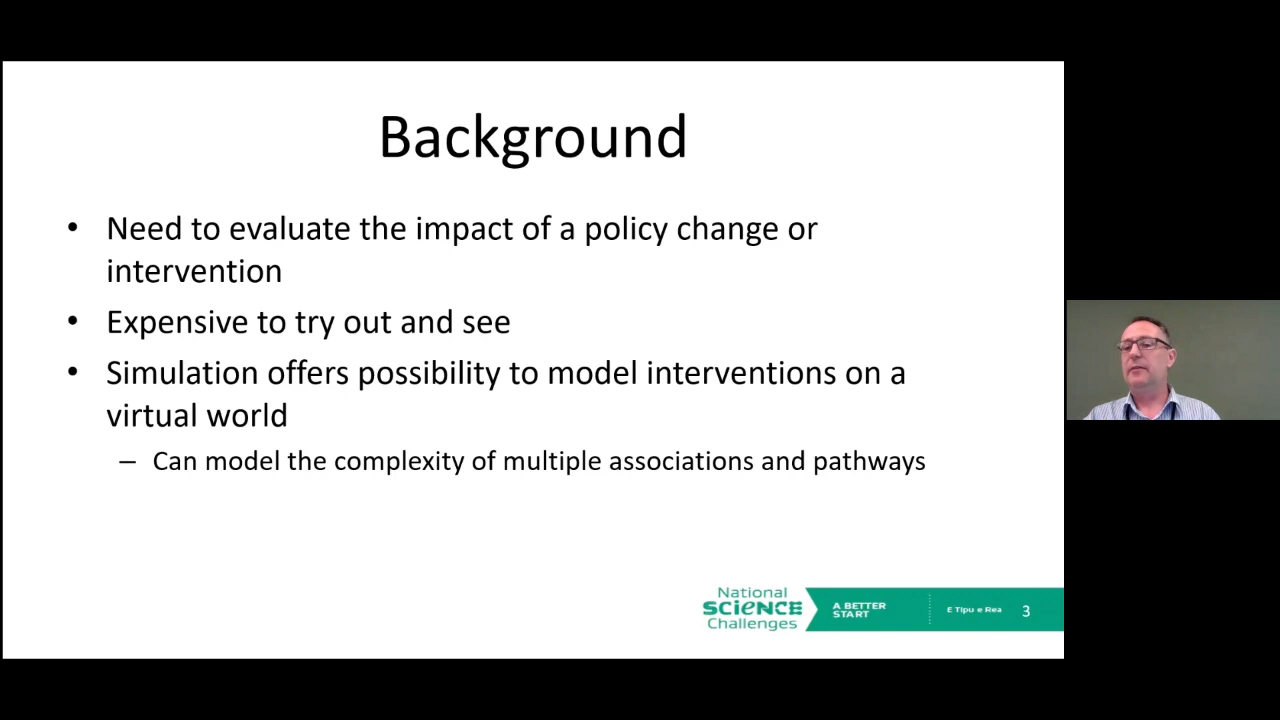 Background
• Need to evaluate the impact of a policy change or
intervention
• Expensive to try out and see
• Simulation offers possibility to model interventions on a
virtual world
– Can model the complexity of multiple associations and pathways
National
SCIENCE
Challenges
A BETTER
START
E Tipu e Rea
3